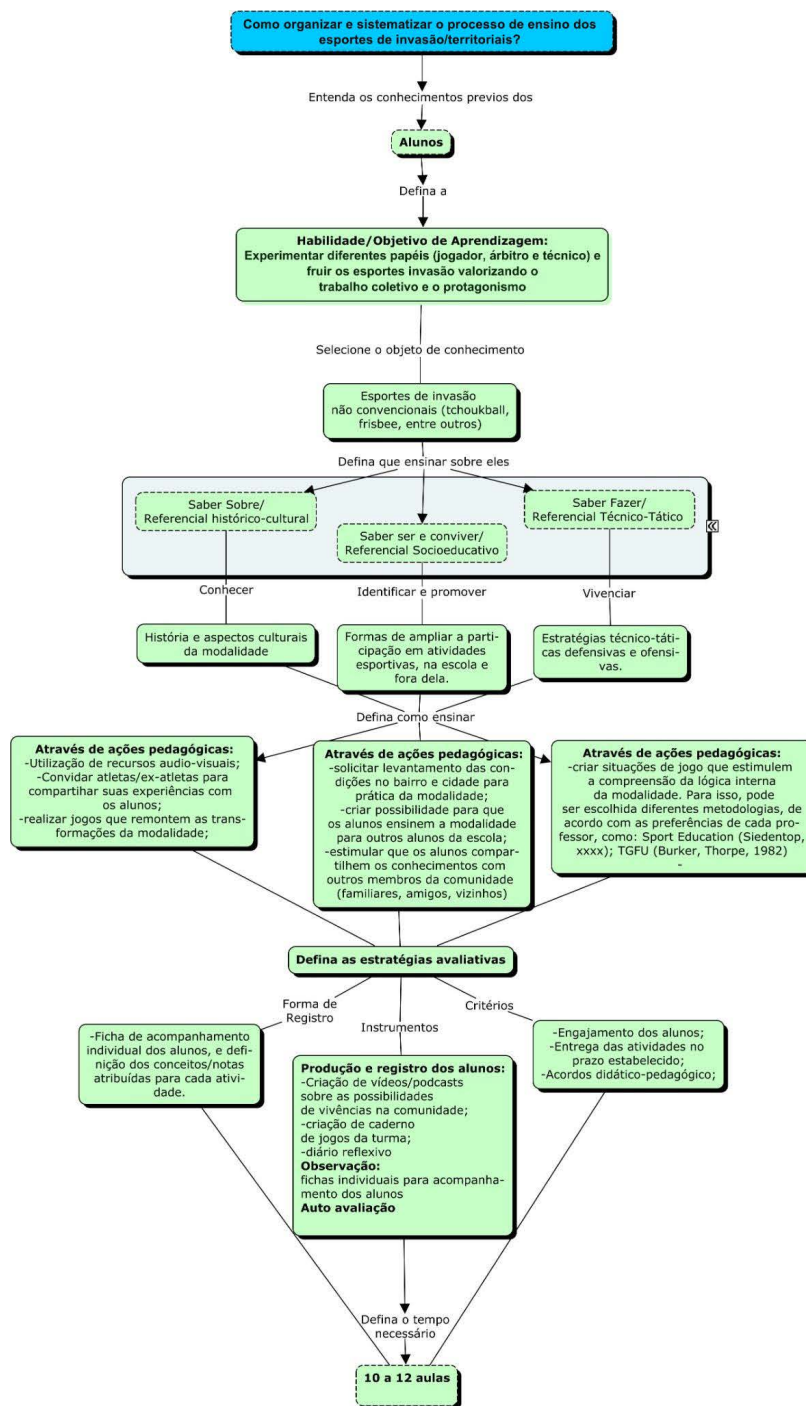 Como organizar e sistematizar o processo de ensino dos
esportes de invasão/territoriais?
Entenda os conhecimentos previos dos
Alunos
Defina a
Habilidade/Objetivo de Aprendizagem:
Experimentar diferentes papéis (jogador, árbitro e técnico) e
fruir os esportes invasão valorizando o
trabalho coletivo e o protagonismo
Selecione o objeto de conhecimento
Esportes de invasão
não convencionais (tchoukball,
frisbee, entre outros)
Defina que ensinar sobre eles
Saber Sobre/
Referencial histórico-cultural
Saber ser e conviver/
Referencial Socioeducativo
Saber Fazer/
Referencial Técnico-Tático
Conhecer
Identificar e promover
Vivenciar
História e aspectos culturais
da modalidade
Formas de ampliar a parti-
cipação em atividades
esportivas, na escola e
fora dela.
Estratégias técnico-táti-
cas defensivas e ofensi-
vas.
Defina como ensinar
Através de ações pedagógicas:
-Utilização de recursos audio-visuais;
-Convidar atletas/ex-atletas para
compartilhar suas experiências com
os alunos;
-realizar jogos que remontem as trans-
formações da modalidade;
Através de ações pedagógicas:
-solicitar levantamento das con-
dições no bairro e cidade para
prática da modalidade;
-criar possibilidade para que
os alunos ensinem a modalidade
para outros alunos da escola;
-estimular que os alunos compar-
tilhem os conhecimentos com
outros membros da comunidade
(familiares, amigos, vizinhos)
Através de ações pedagógicas:
-criar situações de jogo que estimulem
a compreensão da lógica interna
da modalidade. Para isso, pode
ser escolhida diferentes metodologias, de
acordo com as preferências de cada pro-
fessor, como: Sport Education (Siedentop,
xxxx); TGFU (Burker, Thorpe, 1982)
-
Defina as estratégias avaliativas
Forma de
Registro
Instrumentos
Critérios
-Ficha de acompanhamento
individual dos alunos, e defi-
nição dos conceitos/notas
atribuídas para cada ativi-
dade.
Produção e registro dos alunos:
-Criação de vídeos/podcasts
sobre as possibilidades
de vivências na comunidade;
-criação de caderno
de jogos da turma;
-diário reflexivo
Observação:
fichas individuais para acompanha-
mento dos alunos
Auto avaliação
-Engajamento dos alunos;
-Entrega das atividades no
prazo estabelecido;
-Acordos didático-pedagógico;
Defina o tempo
necessário
10 a 12 aulas